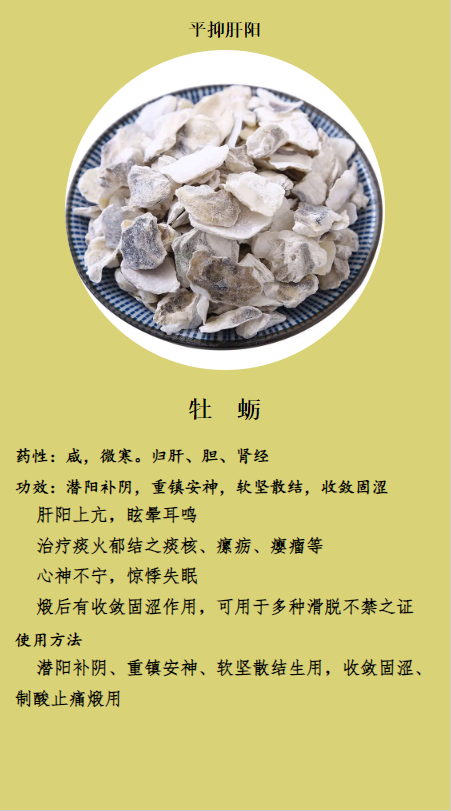 平抑肝阳
牡 蛎
药性：咸，微寒。归肝、胆、肾经
功效：潜阳补阴，重镇安神，软坚散结，收敛固涩
肝阳上亢，眩晕耳鸣
治疗痰火郁结之痰核、瘰疬、瘿瘤等
心神不宁，惊悸失眠
煅后有收敛固涩作用，可用于多种滑脱不禁之证
使用方法
潜阳补阴、重镇安神、软坚散结生用，收敛固涩、
制酸止痛煅用